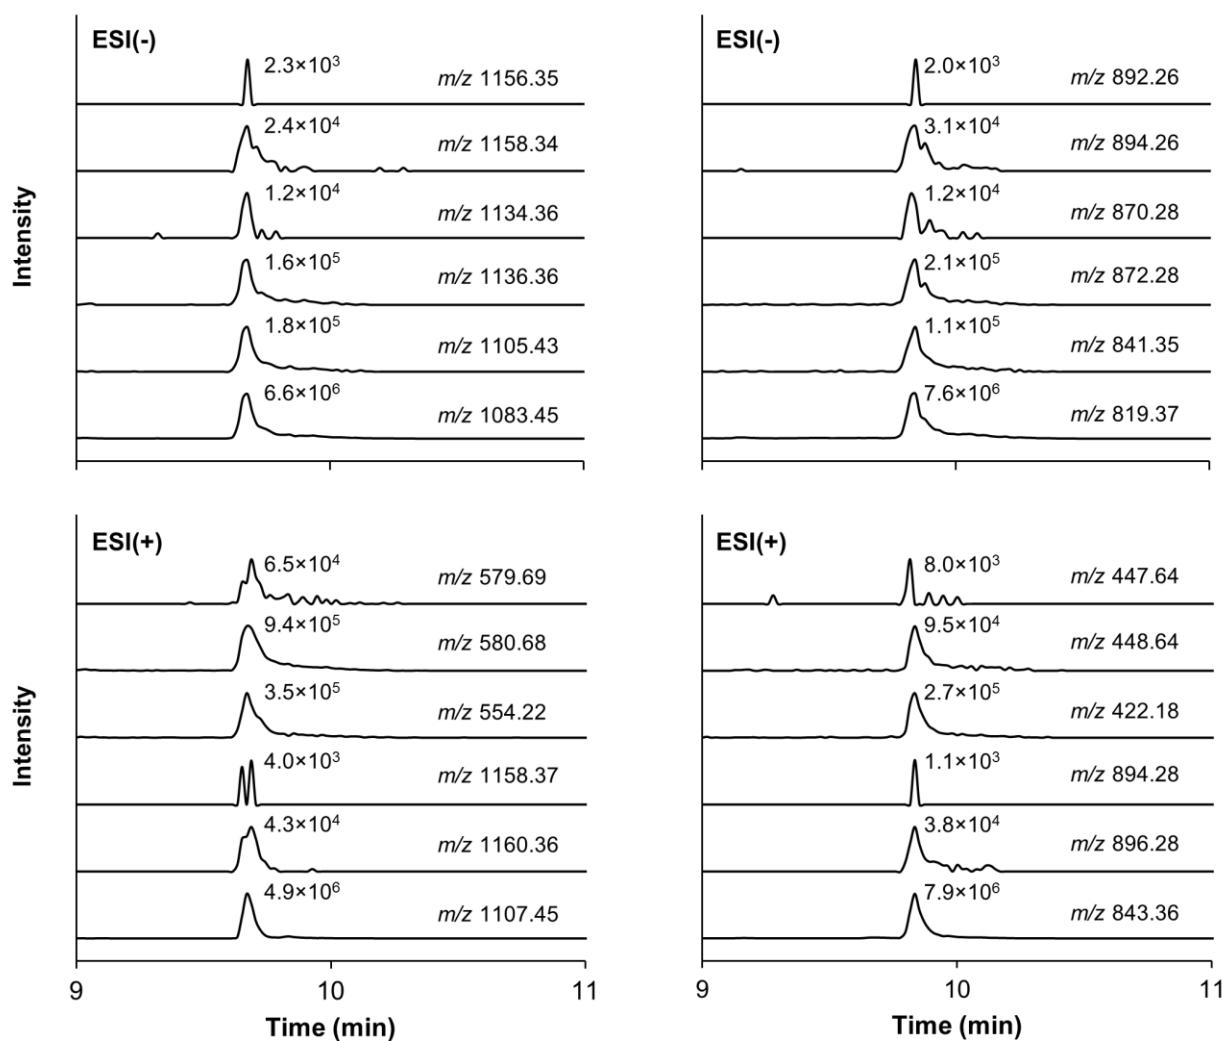 ESI(-)
2.3×10³
m/z 1156.35
2.4×10⁴
m/z 1158.34
1.2×10⁴
m/z 1134.36
1.6×10⁵
m/z 1136.36
1.8×10⁵
m/z 1105.43
6.6×10⁶
m/z 1083.45
Intensity
9
10
11
ESI(-)
2.0×10³
m/z 892.26
3.1×10⁴
m/z 894.26
1.2×10⁴
m/z 870.28
2.1×10⁵
m/z 872.28
1.1×10⁵
m/z 841.35
7.6×10⁶
m/z 819.37
9
10
11
ESI(+)
6.5×10⁴
m/z 579.69
9.4×10⁵
m/z 580.68
3.5×10⁵
m/z 554.22
4.0×10³
m/z 1158.37
4.3×10⁴
m/z 1160.36
4.9×10⁶
m/z 1107.45
Intensity
9
10
11
Time (min)
ESI(+)
8.0×10³
m/z 447.64
9.5×10⁴
m/z 448.64
2.7×10⁵
m/z 422.18
1.1×10³
m/z 894.28
3.8×10⁴
m/z 896.28
7.9×10⁶
m/z 843.36
9
10
11
Time (min)